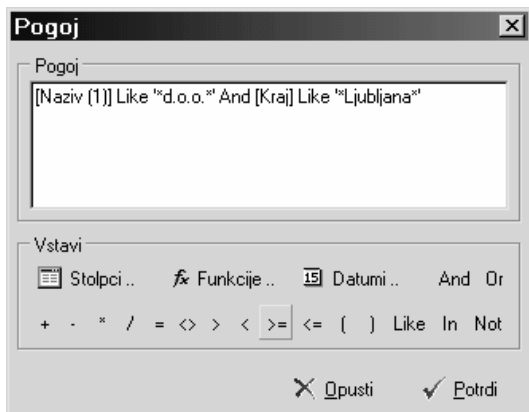 Pogoj
Pogoj
[Naziv (1)] Like '*d.o.o.*' And [Kraj] Like '*Ljubljana*'
Vstavi
Stolpci .. fx Funkcije .. 15 Datumi .. And Or
+ - * / = <> > < >= <= ( ) Like In Not
Opusti Potrdi